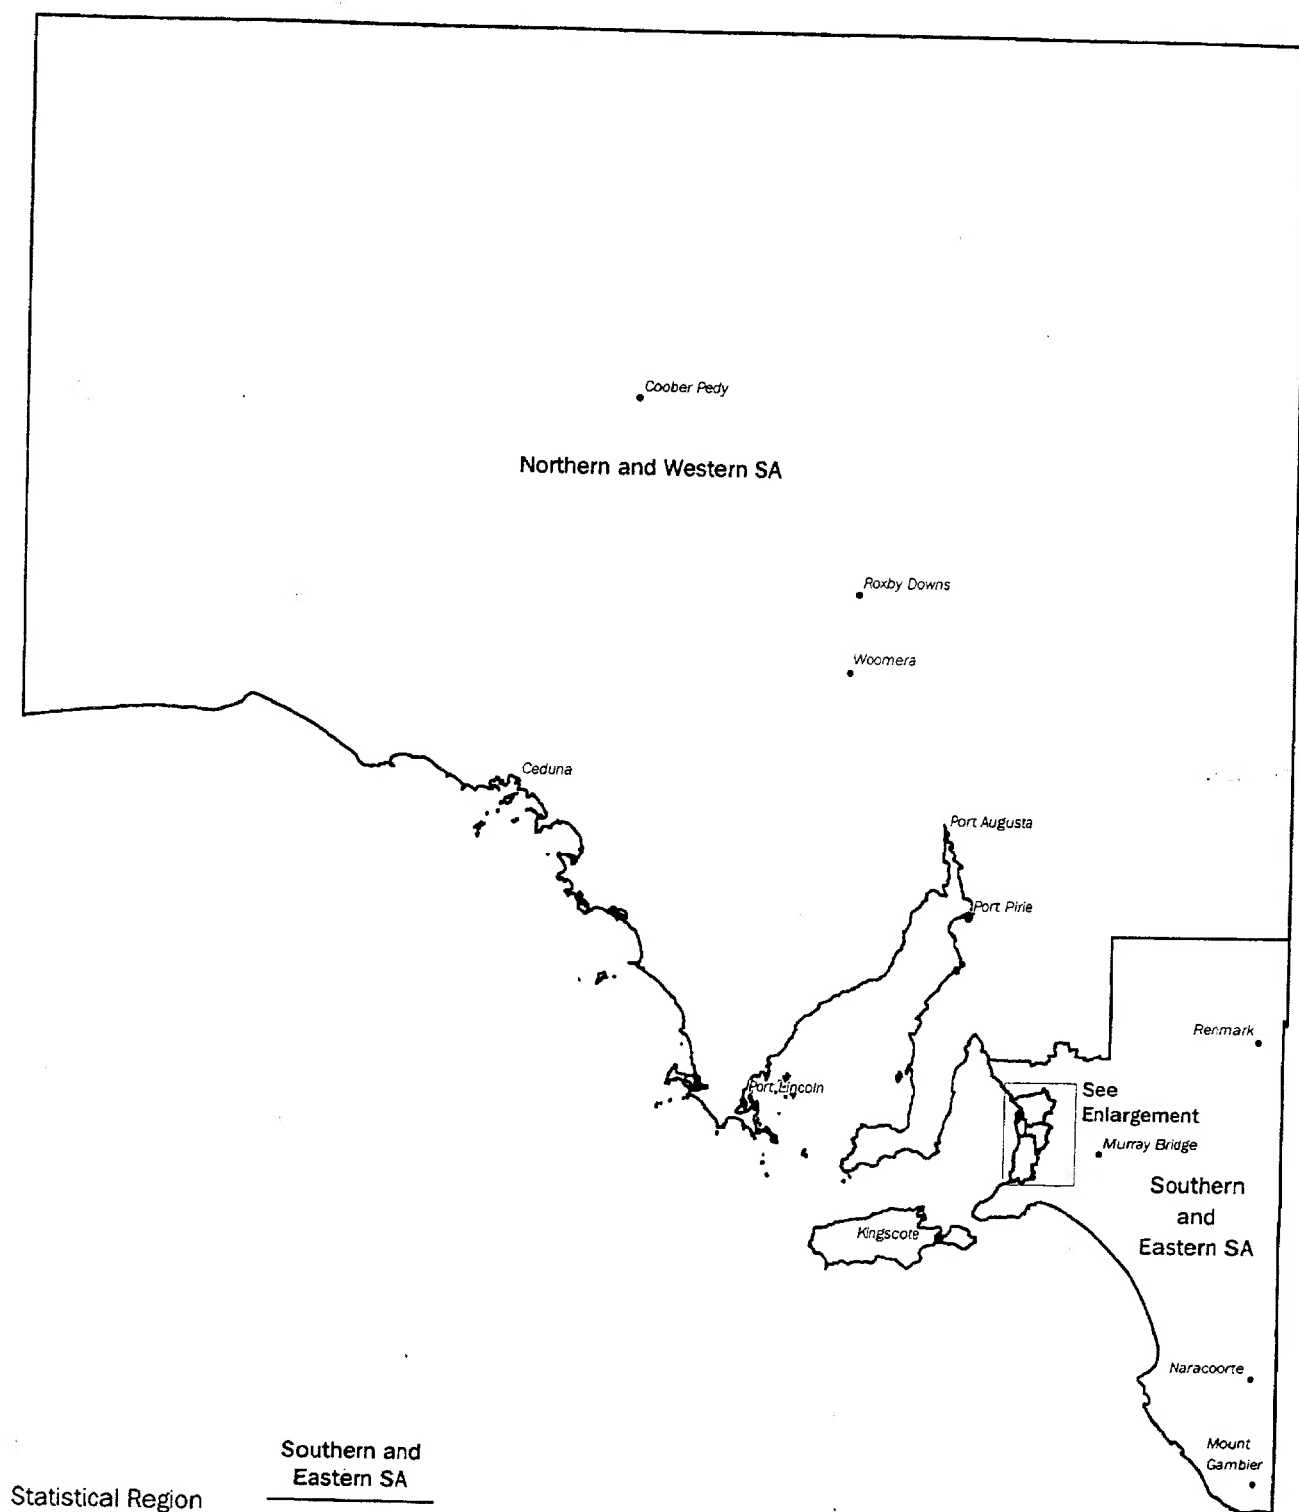 Coober Pedy
Northern and Western SA
Roxby Downs
Woomera
Ceduna
Port Augusta
Port Pirie
Renmark
Port Lincoln
See
Enlargement
Murray Bridge
Southern
and
Eastern SA
Kingscote
Naracoorte
Mount
Gambier
Southern and
Eastern SA
Statistical Region